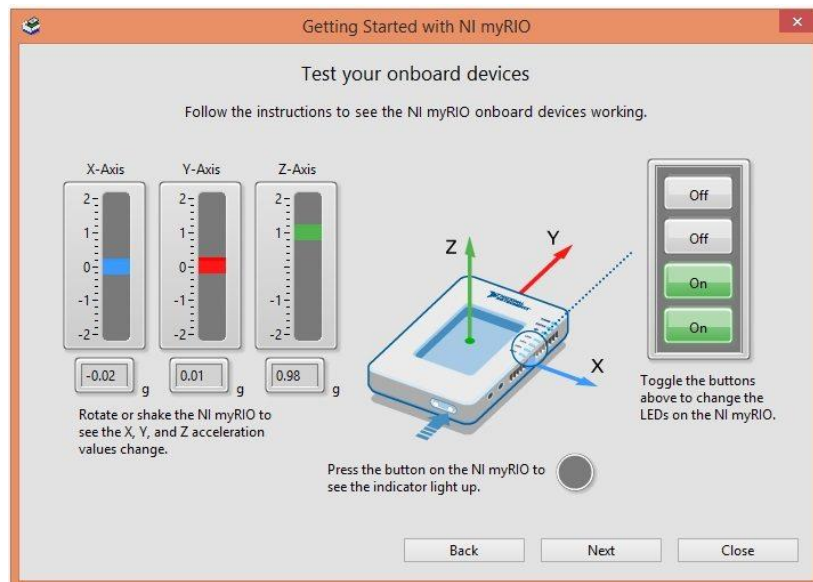 Getting Started with NI myRIO
Test your onboard devices
Follow the instructions to see the NI myRIO onboard devices working.
X-Axis
Y-Axis
Z-Axis
2
1
0
-1
-2
2
1
0
-1
-2
2
1
0
-1
-2
-0.02 g
0.01 g
0.98 g
Rotate or shake the NI myRIO to
see the X, Y, and Z acceleration
values change.
Z
Y
X
Press the button on the NI myRIO to
see the indicator light up.
Off
Off
On
On
Toggle the buttons
above to change the
LEDs on the NI myRIO.
Back
Next
Close